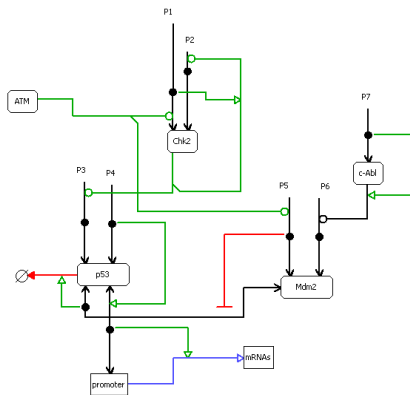 P1
P2
ATM
P7
Chk2
c-Abl
P3
P4
P5
P6
p53
Mdm2
mRNAs
promoter